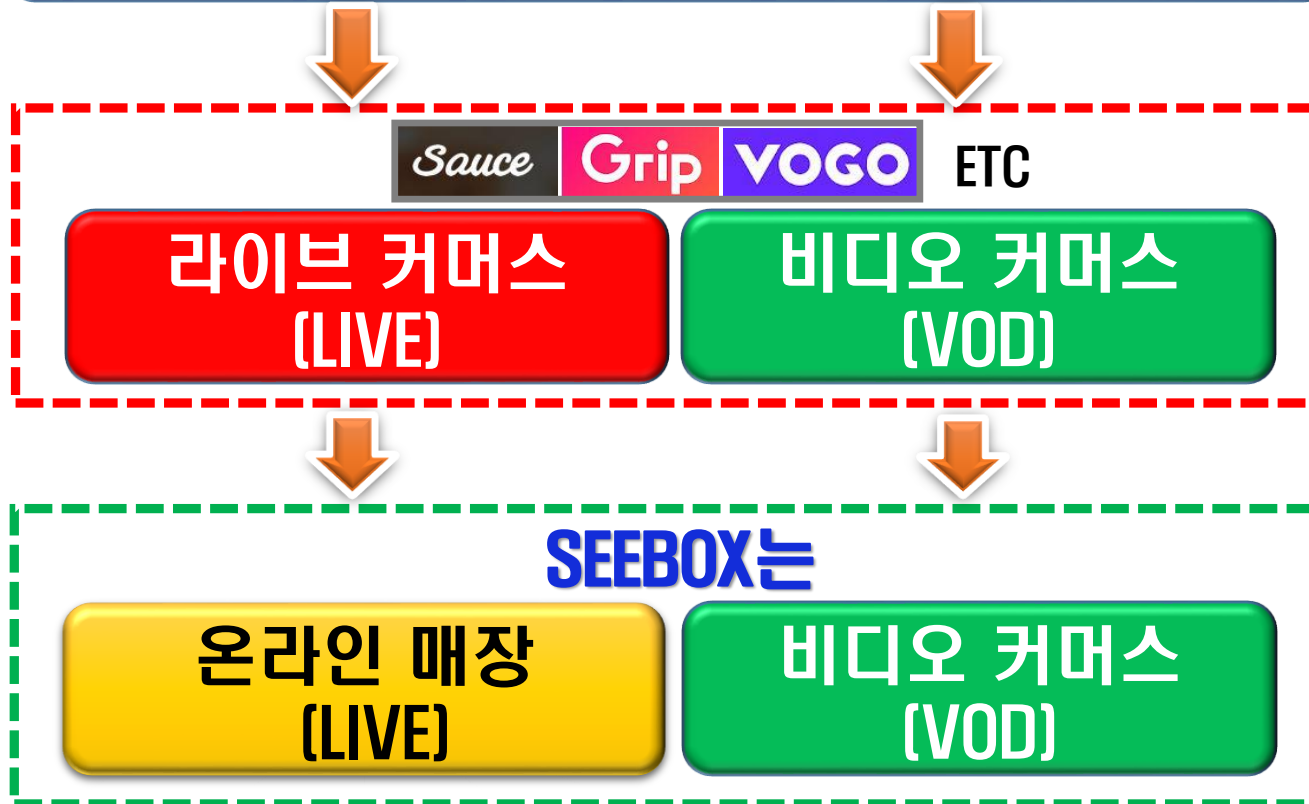 Sauce Grip VOGO ETC
라이브 커머스
(LIVE)
비디오 커머스
(VOD)
SEEBOX는
온라인 매장
(LIVE)
비디오 커머스
(VOD)